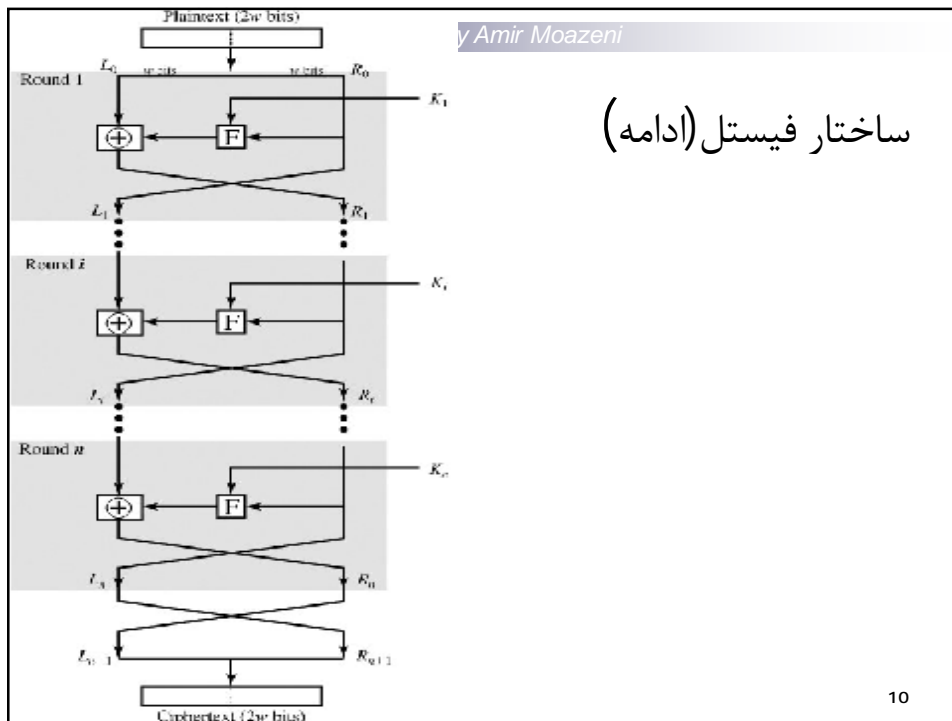 y Amir Moazeni
ساختار فیستل(ادامه)
Plaintext (2w bits)
L0 w bits w bits R0
Round 1
K1
F
L1 R1
Round i
Ki
F
Li Ri
Round n
Kn
F
Ln Rn
Ln+1 Rn+1
Ciphertext (2w bits)
10